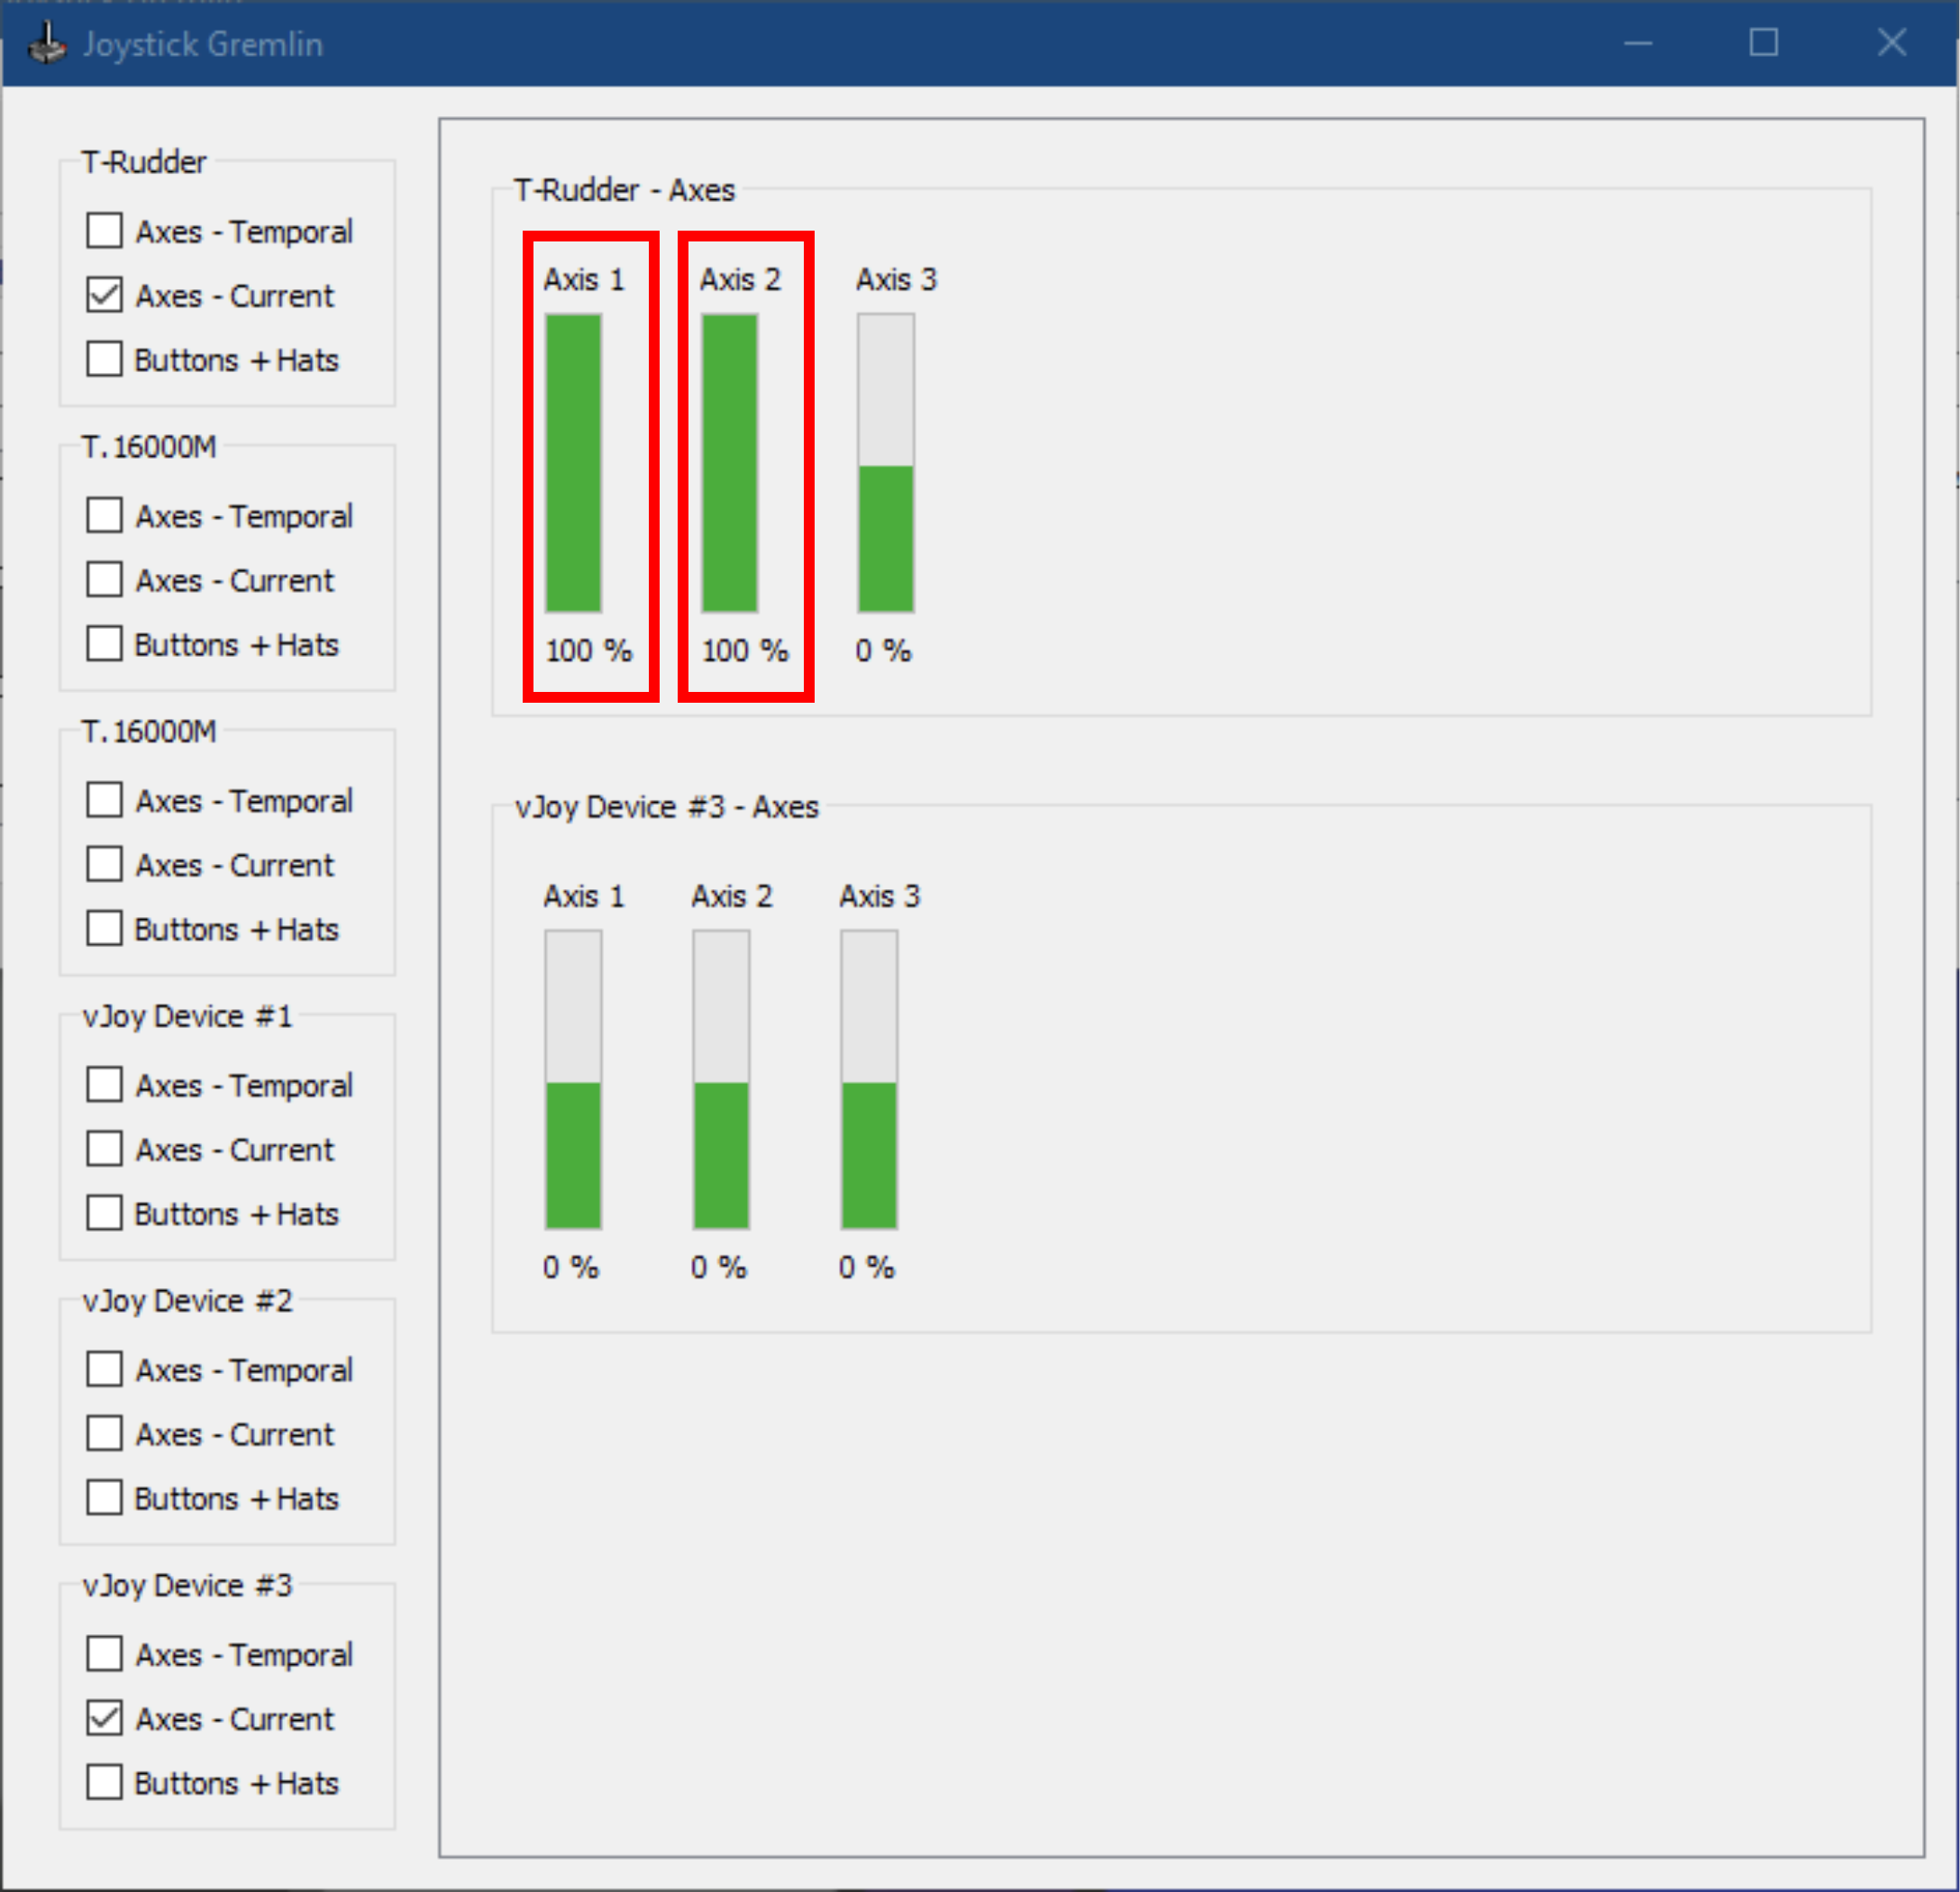 Joystick Gremlin
T-Rudder
Axes - Temporal
Axes - Current
Buttons + Hats
T.16000M
Axes - Temporal
Axes - Current
Buttons + Hats
T.16000M
Axes - Temporal
Axes - Current
Buttons + Hats
vJoy Device #1
Axes - Temporal
Axes - Current
Buttons + Hats
vJoy Device #2
Axes - Temporal
Axes - Current
Buttons + Hats
vJoy Device #3
Axes - Temporal
Axes - Current
Buttons + Hats
T-Rudder - Axes
Axis 1 Axis 2 Axis 3
100 % 100 % 0 %
vJoy Device #3 - Axes
Axis 1 Axis 2 Axis 3
0 % 0 % 0 %